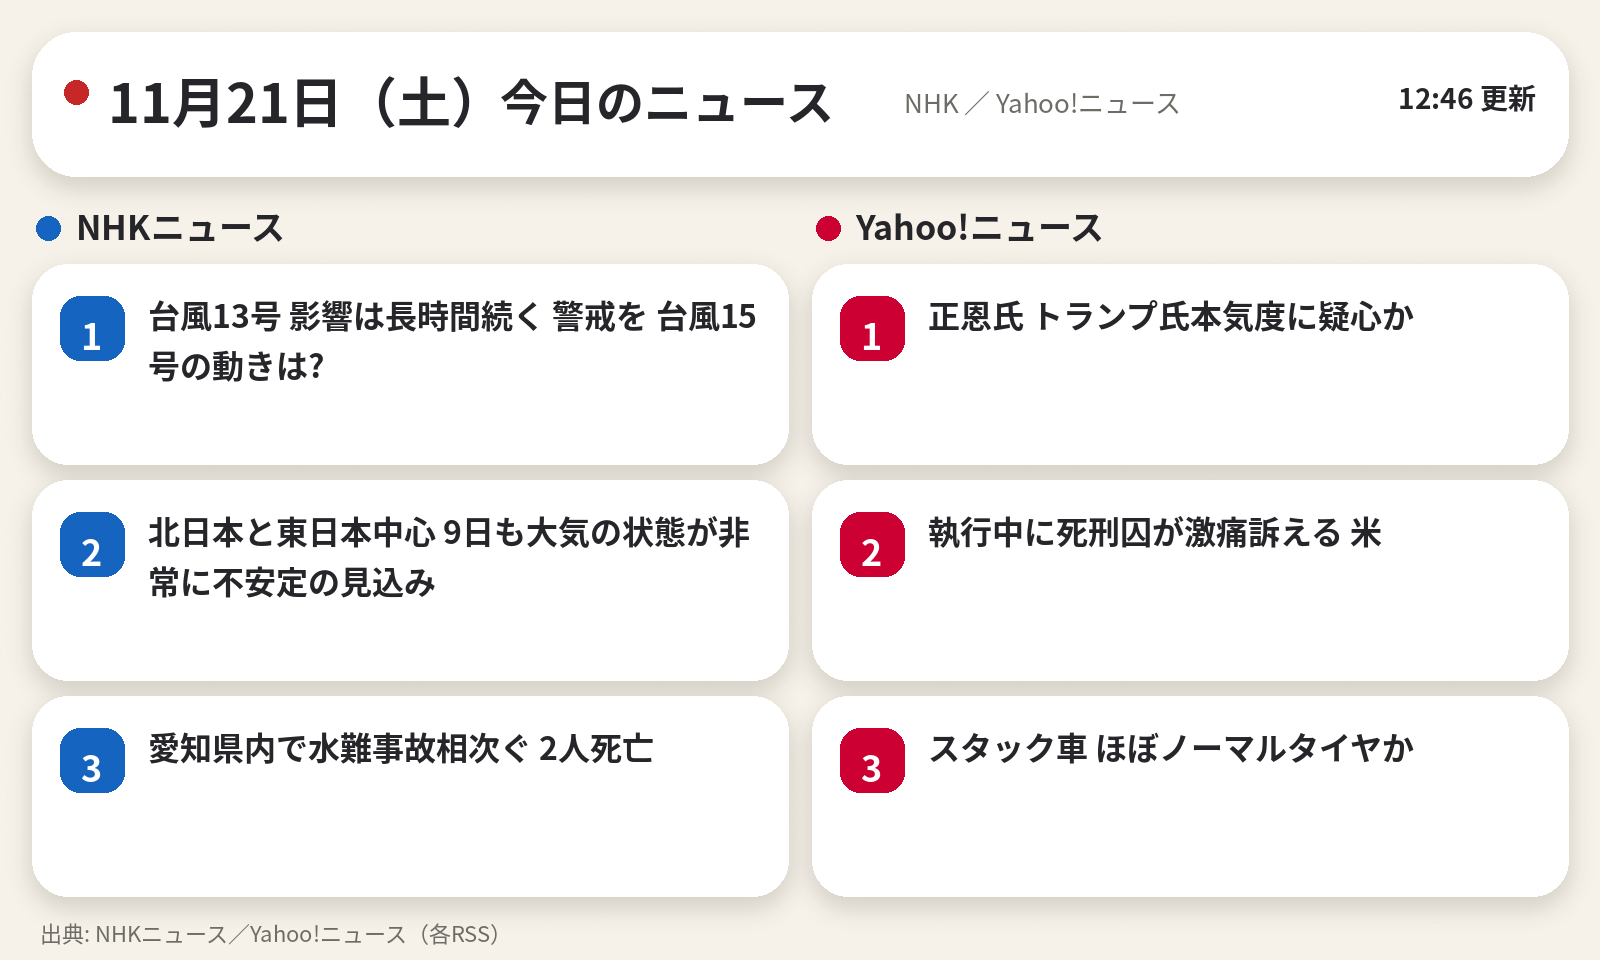 11月21日（土）今日のニュース
NHK ／ Yahoo!ニュース
12:46 更新
NHKニュース
1
台風13号 影響は長時間続く 警戒を 台風15
号の動きは?
2
北日本と東日本中心 9日も大気の状態が非
常に不安定の見込み
3
愛知県内で水難事故相次ぐ 2人死亡
Yahoo!ニュース
1
正恩氏 トランプ氏本気度に疑心か
2
執行中に死刑囚が激痛訴える 米
3
スタック車 ほぼノーマルタイヤか
出典: NHKニュース／Yahoo!ニュース（各RSS）